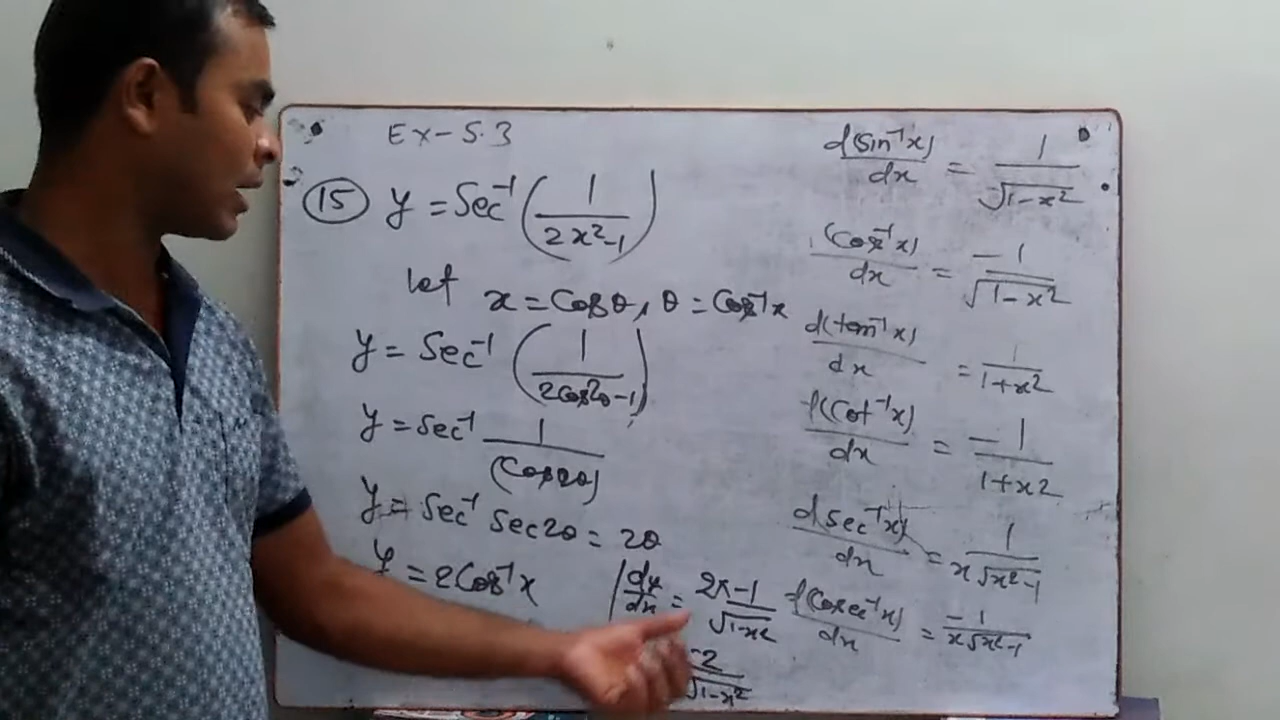 Ex-5.3
15 y = Sec⁻¹ (1/(2x²-1))
let x = Cosθ, θ = Cos⁻¹x
y = Sec⁻¹ (1/(2Cos²θ-1))
y = Sec⁻¹ 1/(Cos2θ)
y = Sec⁻¹ Sec2θ = 2θ
y = 2Cos⁻¹x
dy/dx = 2x-1/√(1-x²)
-2/√(1-x²)
d(Sin⁻¹x)/dx = 1/√(1-x²)
(Cos⁻¹x)/dx = -1/√(1-x²)
d(tan⁻¹x)/dx = 1/(1+x²)
d(Cot⁻¹x)/dx = -1/(1+x²)
d(Sec⁻¹x)/dx = 1/(x√(x²-1))
d(Cosec⁻¹x)/dx = -1/(x√(x²-1))